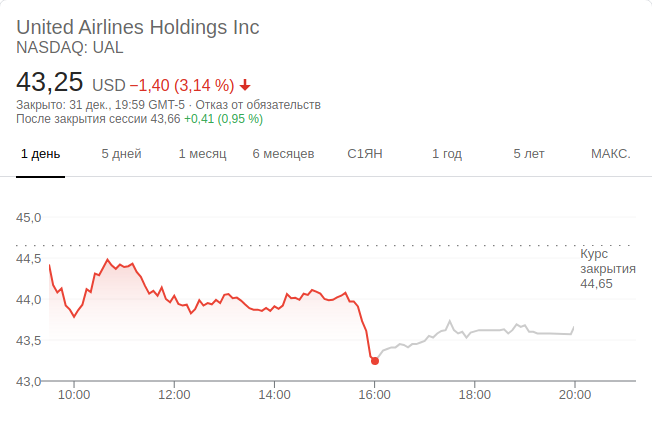 United Airlines Holdings Inc
NASDAQ: UAL
43,25 USD −1,40 (3,14 %)
Закрыто: 31 дек., 19:59 GMT-5 · Отказ от обязательств
После закрытия сессии 43,66 +0,41 (0,95 %)
1 день 5 дней 1 месяц 6 месяцев С1ЯН 1 год 5 лет МАКС.
45,0
Курс
закрытия
44,65
44,5
44,0
43,5
43,0
10:00 12:00 14:00 16:00 18:00 20:00